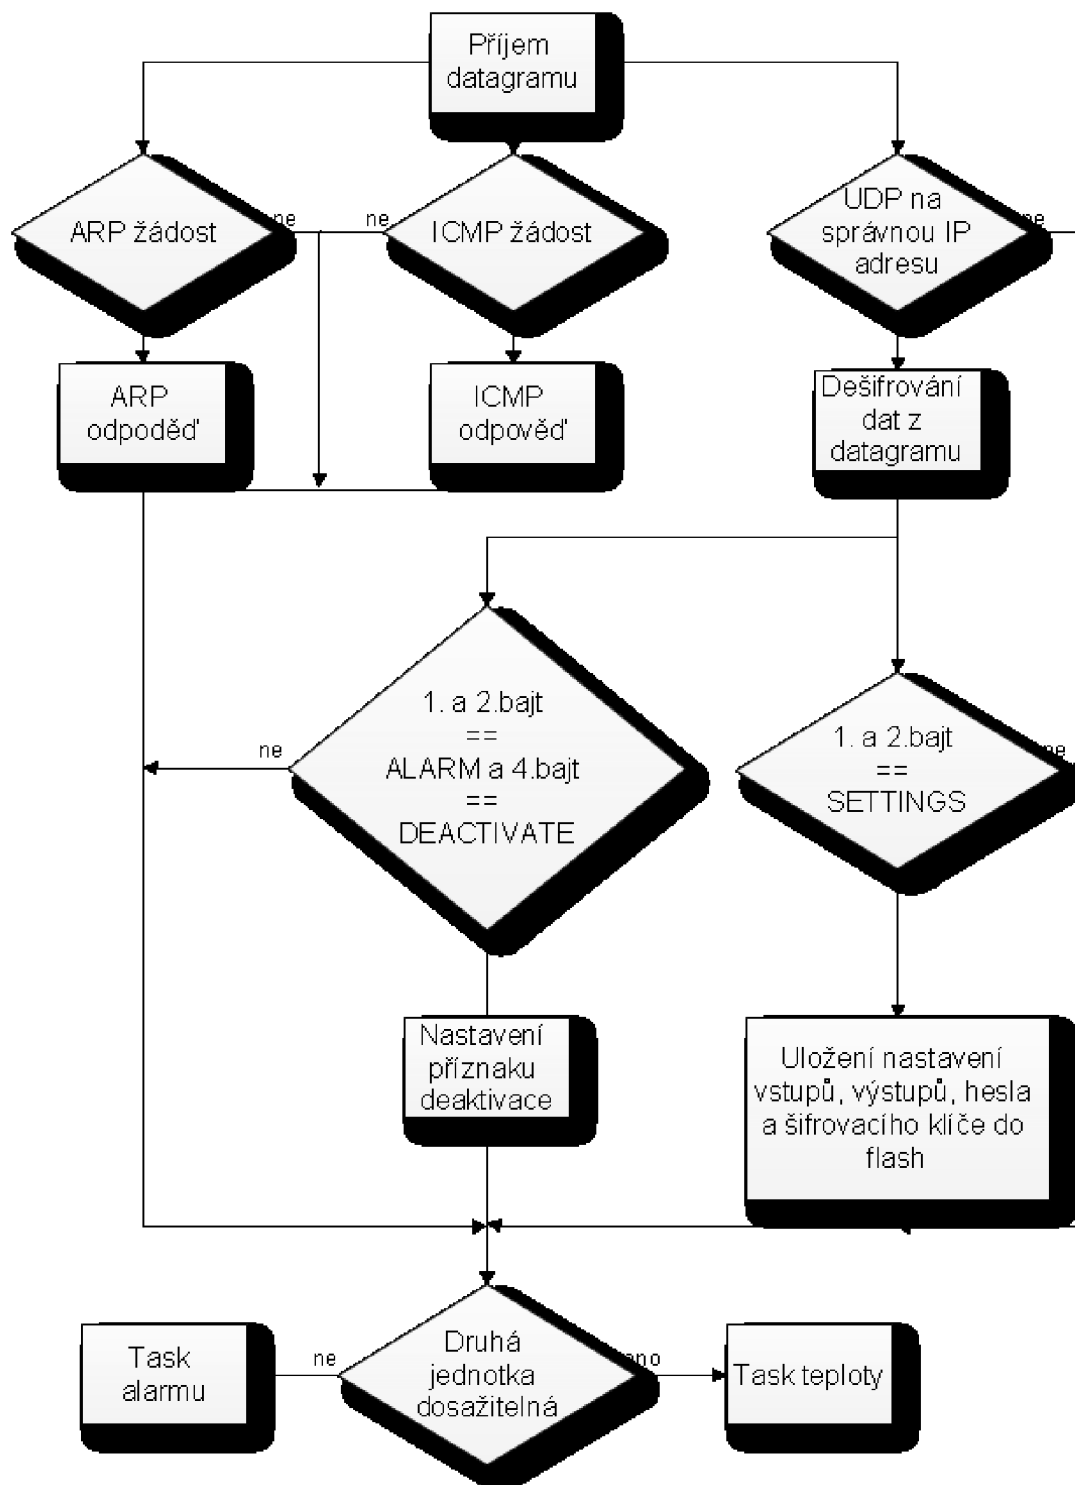 Příjem
datagramu
ARP žádost
ne
ne
ICMP žádost
UDP na
správnou IP
adresu
ne
ARP
odpoděď
ICMP
odpověď
Dešifrování
dat z
datagramu
1. a 2.bajt
==
ALARM a 4.bajt
==
DEACTIVATE
ne
1. a 2.bajt
==
SETTINGS
ne
Nastavení
příznaku
deaktivace
Uložení nastavení
vstupů, výstupů, hesla
a šifrovacího klíče do
flash
Task
alarmu
ne
Druhá
jednotka
dosažitelná
ano
Task teploty